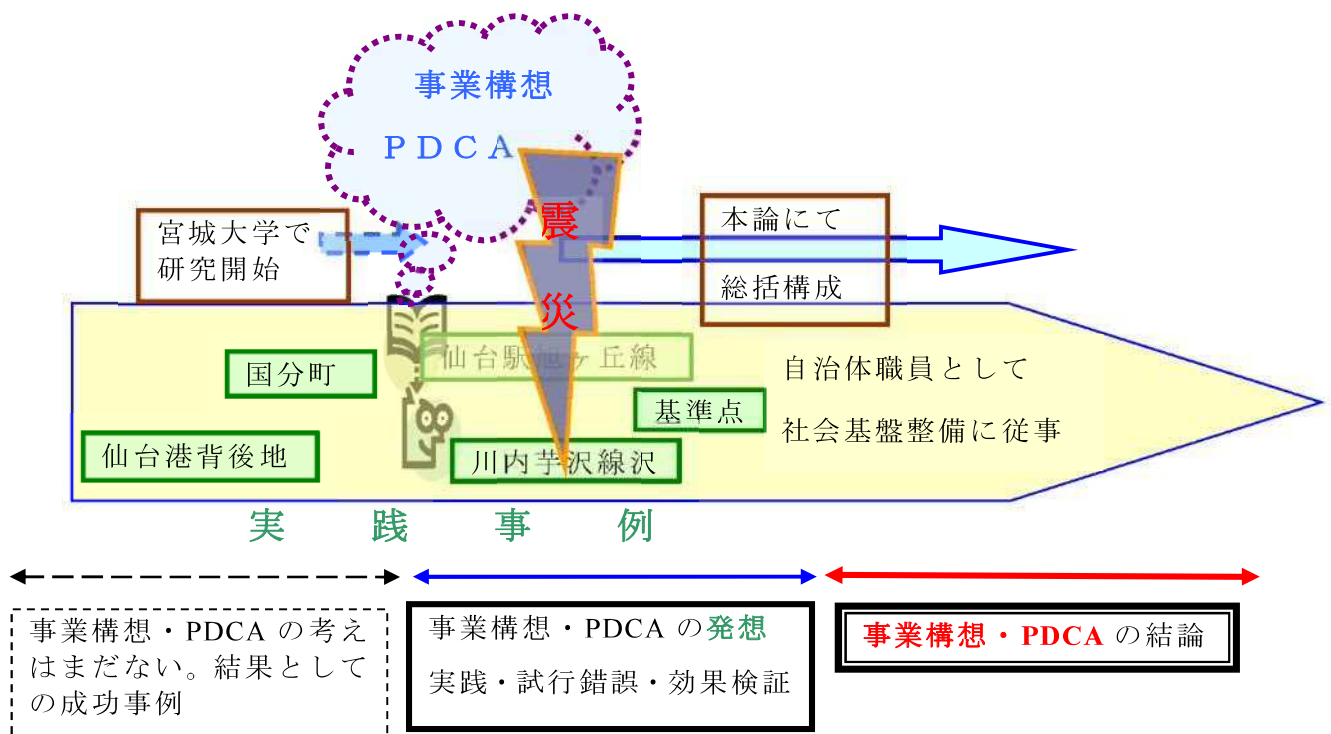 事業構想
PDCA
震
災
宮城大学で
研究開始
本論にて
総括構成
仙台駅旭ヶ丘線
国分町
自治体職員として
基準点
社会基盤整備に従事
仙台港背後地
川内芋沢線沢
実践事例
事業構想・PDCA の考え
はまだない。結果として
の成功事例
事業構想・PDCA の発想
実践・試行錯誤・効果検証
事業構想・PDCA の結論